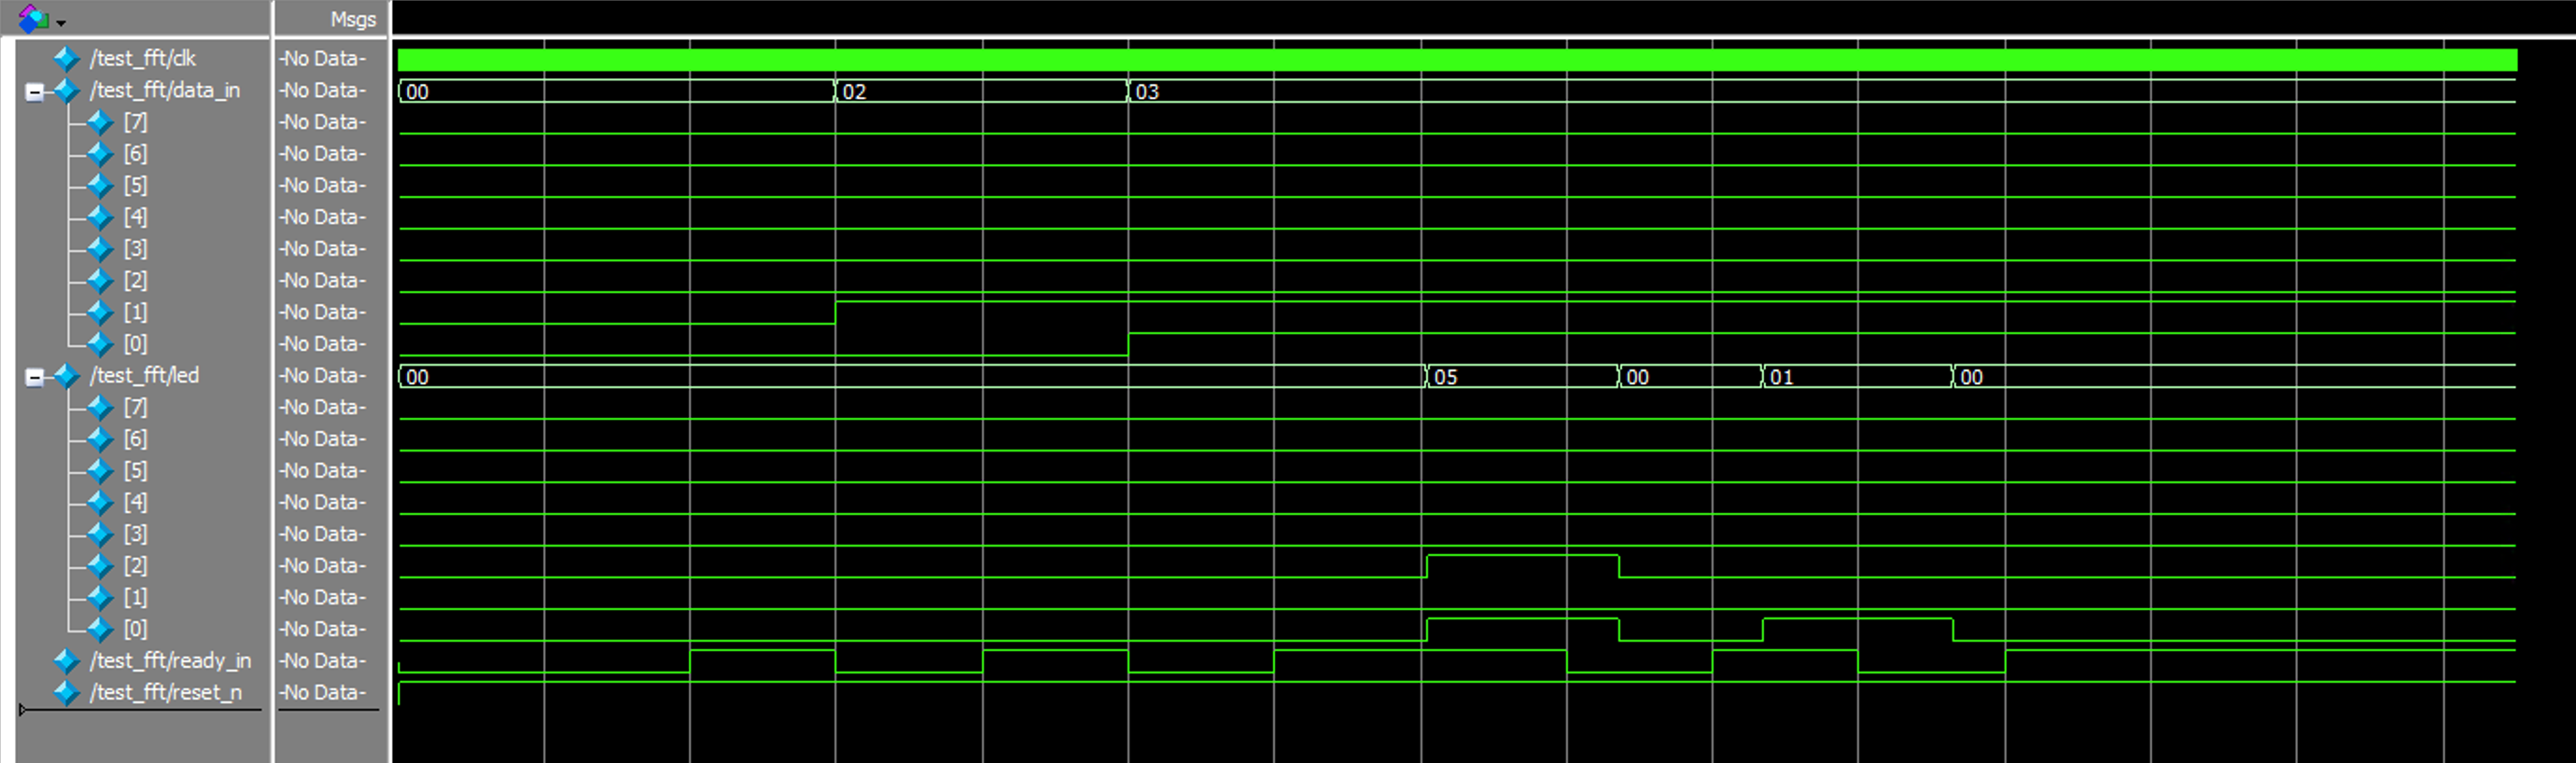 Msgs
/test_fft/clk -No Data-
/test_fft/data_in -No Data- 00 02 03
[7] -No Data-
[6] -No Data-
[5] -No Data-
[4] -No Data-
[3] -No Data-
[2] -No Data-
[1] -No Data-
[0] -No Data-
/test_fft/led -No Data- 00 05 00 01 00
[7] -No Data-
[6] -No Data-
[5] -No Data-
[4] -No Data-
[3] -No Data-
[2] -No Data-
[1] -No Data-
[0] -No Data-
/test_fft/ready_in -No Data-
/test_fft/reset_n -No Data-